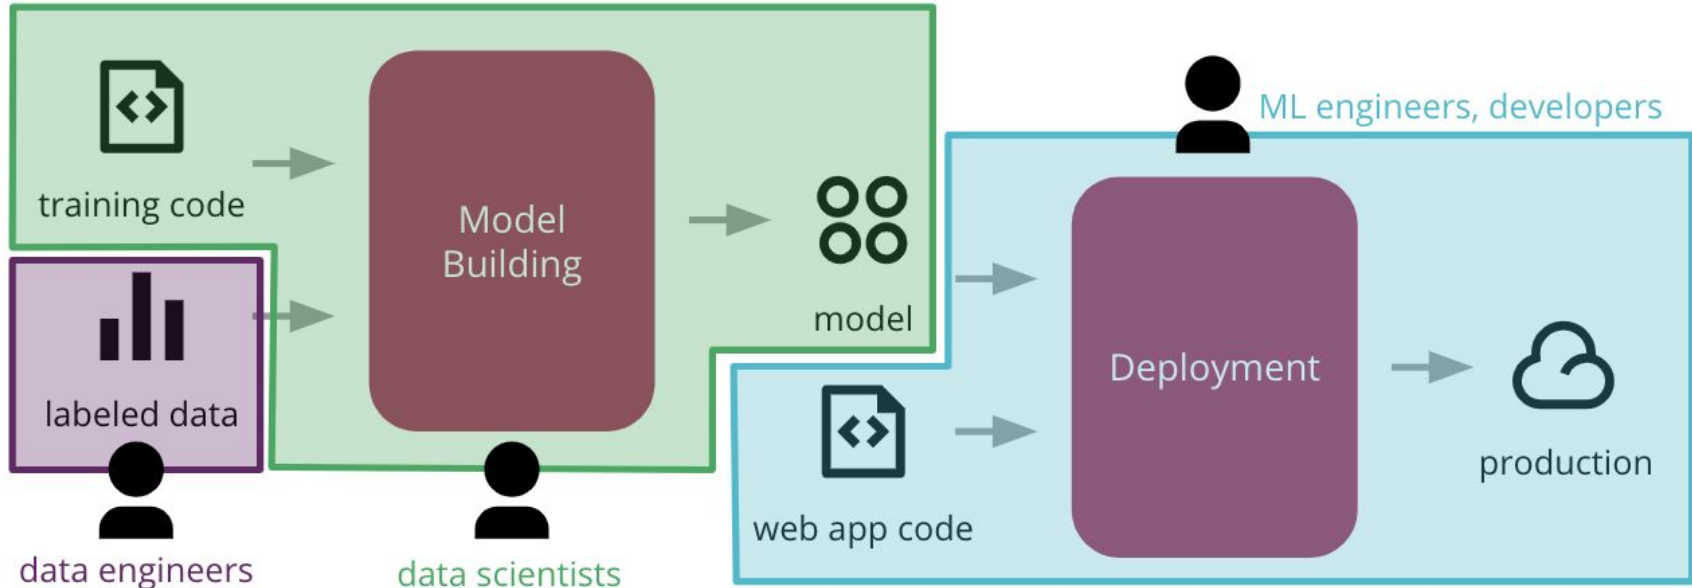 training code
Model
Building
model
labeled data
data engineers
data scientists
ML engineers, developers
Deployment
web app code
production